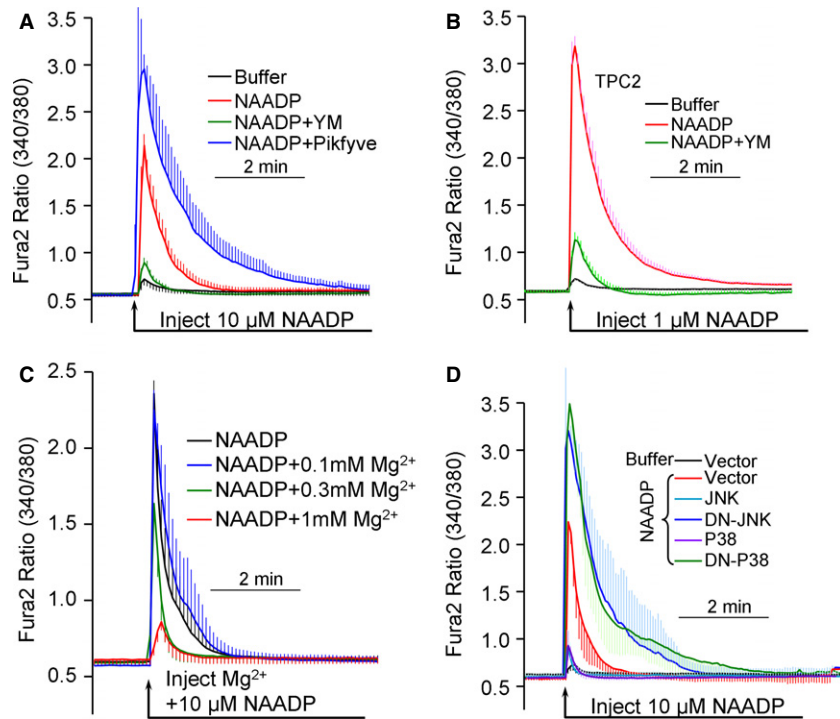 A
Fura2 Ratio (340/380)
3.5
3.0
2.5
2.0
1.5
1.0
0.5
Buffer
NAADP
NAADP+YM
NAADP+Pikfyve
2 min
Inject 10 µM NAADP
B
Fura2 Ratio (340/380)
3.5
3.0
2.5
2.0
1.5
1.0
0.5
TPC2
Buffer
NAADP
NAADP+YM
2 min
Inject 1 µM NAADP
C
Fura2 Ratio (340/380)
2.5
2.0
1.5
1.0
0.5
NAADP
NAADP+0.1mM Mg²⁺
NAADP+0.3mM Mg²⁺
NAADP+1mM Mg²⁺
2 min
Inject Mg²⁺
+10 µM NAADP
D
Fura2 Ratio (340/380)
3.5
3.0
2.5
2.0
1.5
1.0
0.5
Buffer Vector
NAADP
Vector
JNK
DN-JNK
P38
DN-P38
2 min
Inject 10 µM NAADP